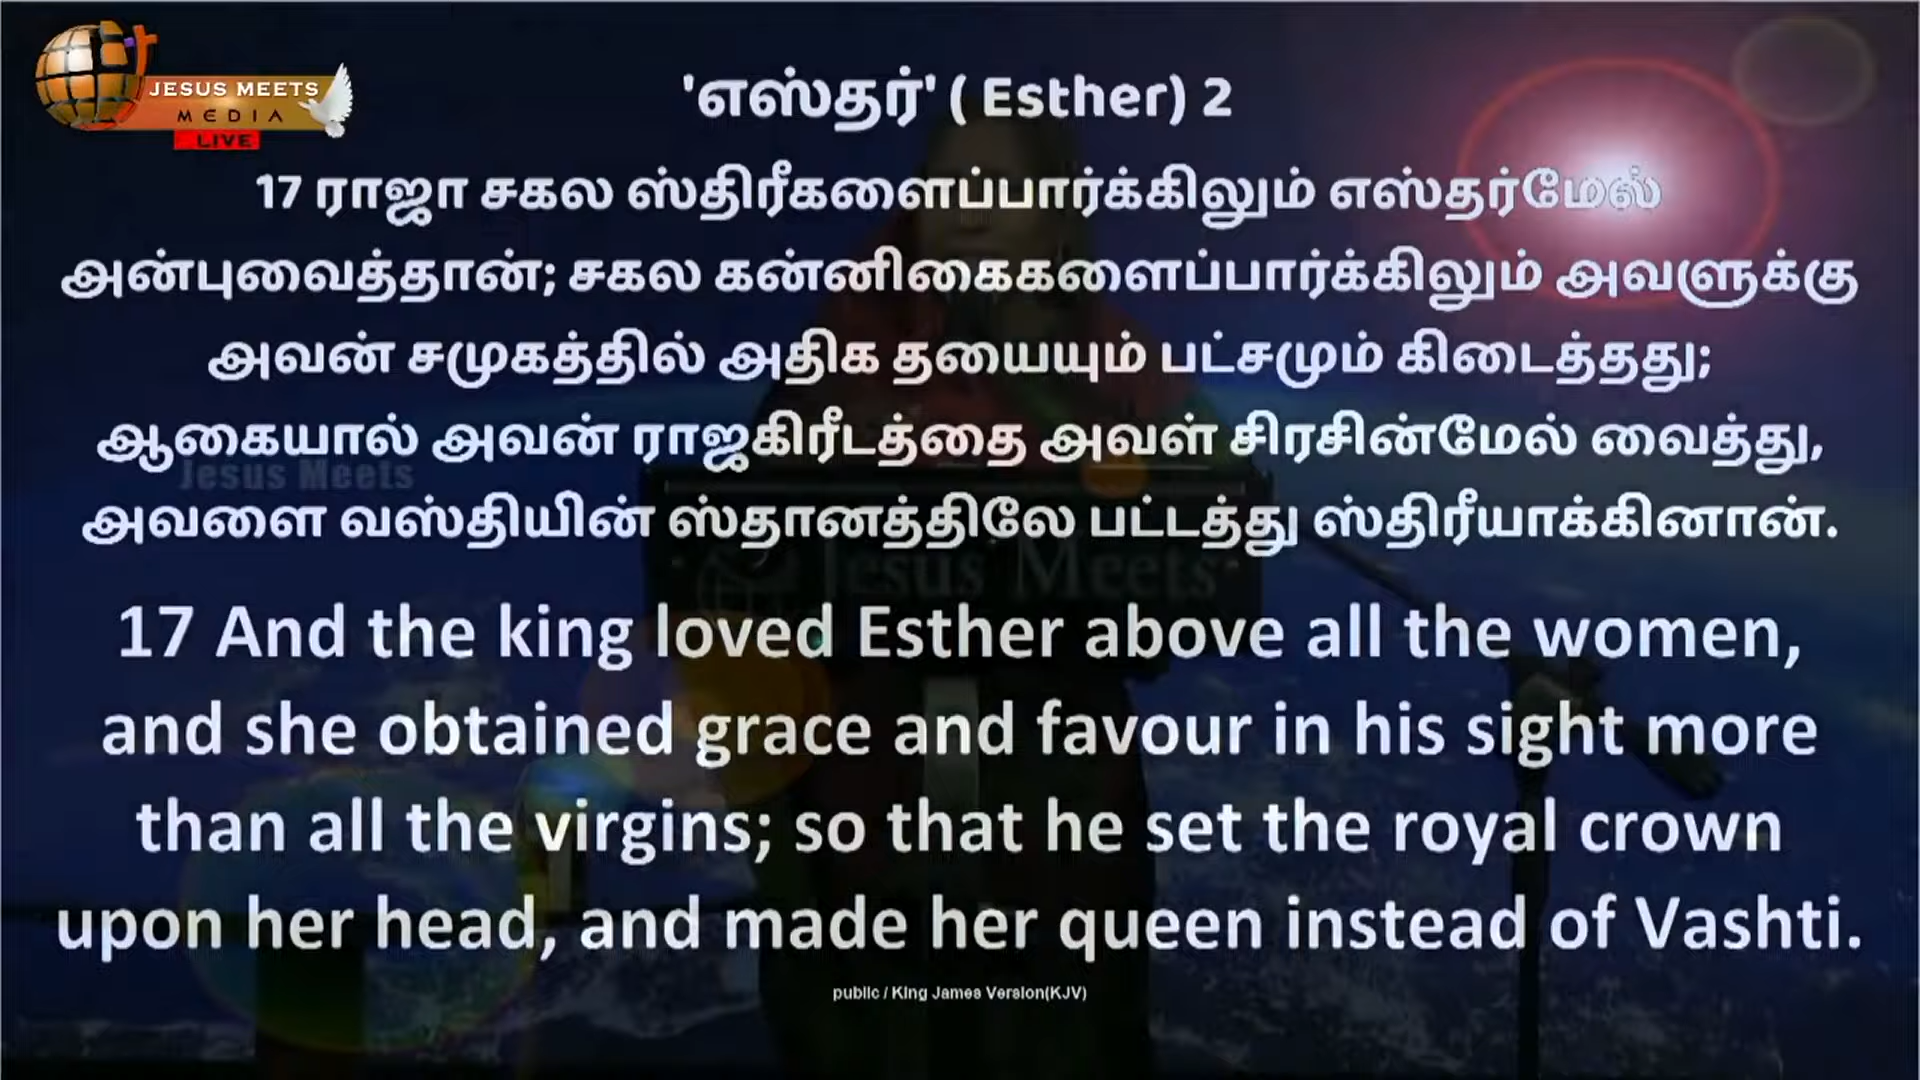 JESUS MEETS
MEDIA
LIVE
'எஸ்தர்' ( Esther) 2
17 ராஜா சகல ஸ்திரீகளைப்பார்க்கிலும் எஸ்தர்மேல்
அன்புவைத்தான்; சகல கன்னிகைகளைப்பார்க்கிலும் அவளுக்கு
அவன் சமுகத்தில் அதிக தயையும் பட்சமும் கிடைத்தது;
ஆகையால் அவன் ராஜகிரீடத்தை அவள் சிரசின்மேல் வைத்து,
Jesus Meets
அவளை வஸ்தியின் ஸ்தானத்திலே பட்டத்து ஸ்திரீயாக்கினான்.
Jesus Meets
17 And the king loved Esther above all the women,
and she obtained grace and favour in his sight more
than all the virgins; so that he set the royal crown
upon her head, and made her queen instead of Vashti.
public / King James Version(KJV)